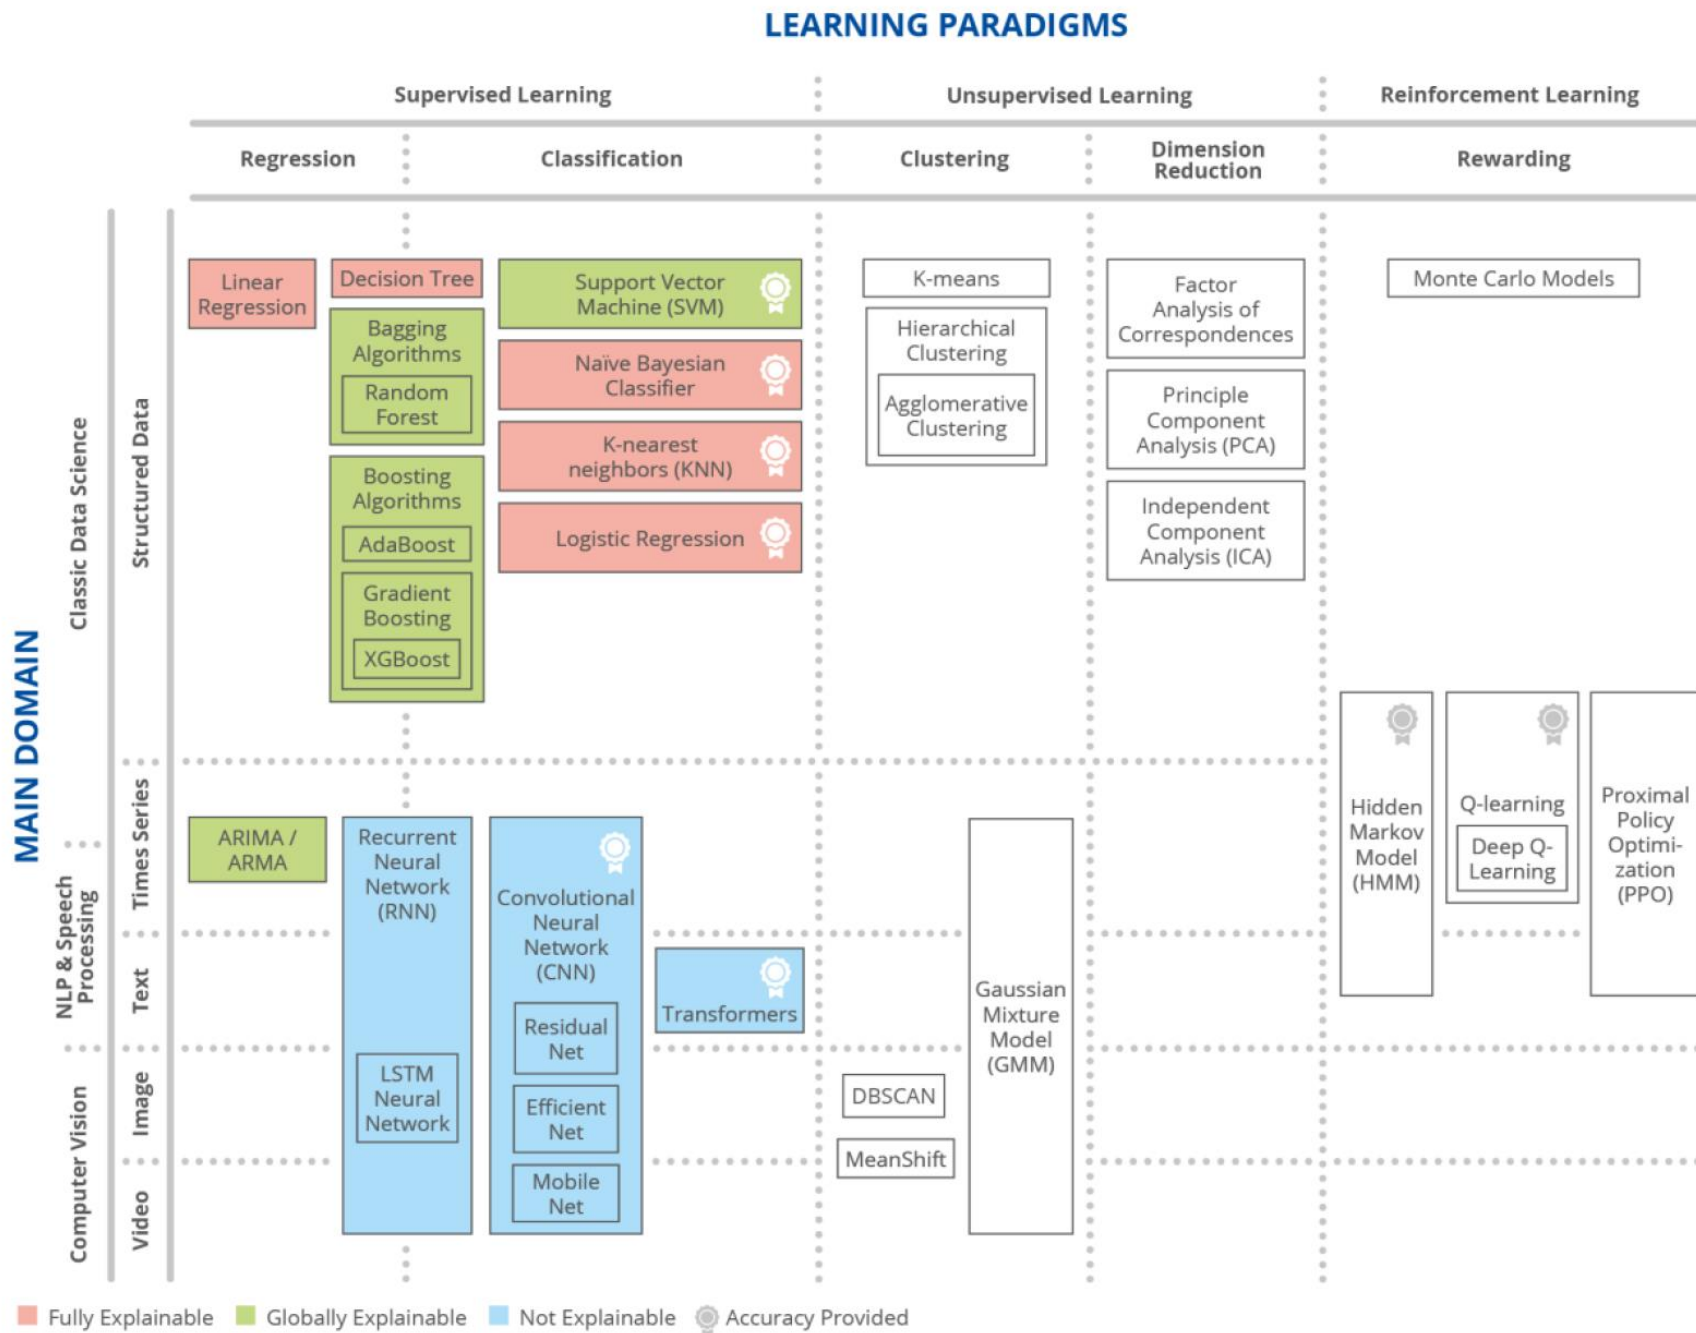 LEARNING PARADIGMS
Supervised Learning
Unsupervised Learning
Reinforcement Learning
Regression
Classification
Clustering
Dimension
Reduction
Rewarding
MAIN DOMAIN
Classic Data Science
Structured Data
Linear
Regression
Decision Tree
Bagging
Algorithms
Random
Forest
Boosting
Algorithms
AdaBoost
Gradient
Boosting
XGBoost
Support Vector
Machine (SVM)
Naïve Bayesian
Classifier
K-nearest
neighbors (KNN)
Logistic Regression
K-means
Hierarchical
Clustering
Agglomerative
Clustering
Factor
Analysis of
Correspondences
Principle
Component
Analysis (PCA)
Independent
Component
Analysis (ICA)
Monte Carlo Models
NLP & Speech
Processing
Times Series
Text
ARIMA /
ARMA
Recurrent
Neural
Network
(RNN)
LSTM
Neural
Network
Convolutional
Neural
Network
(CNN)
Residual
Net
Efficient
Net
Mobile
Net
Transformers
Gaussian
Mixture
Model
(GMM)
Hidden
Markov
Model
(HMM)
Q-learning
Deep Q-
Learning
Proximal
Policy
Optimi-
zation
(PPO)
Computer Vision
Image
Video
DBSCAN
MeanShift
Fully Explainable
Globally Explainable
Not Explainable
Accuracy Provided